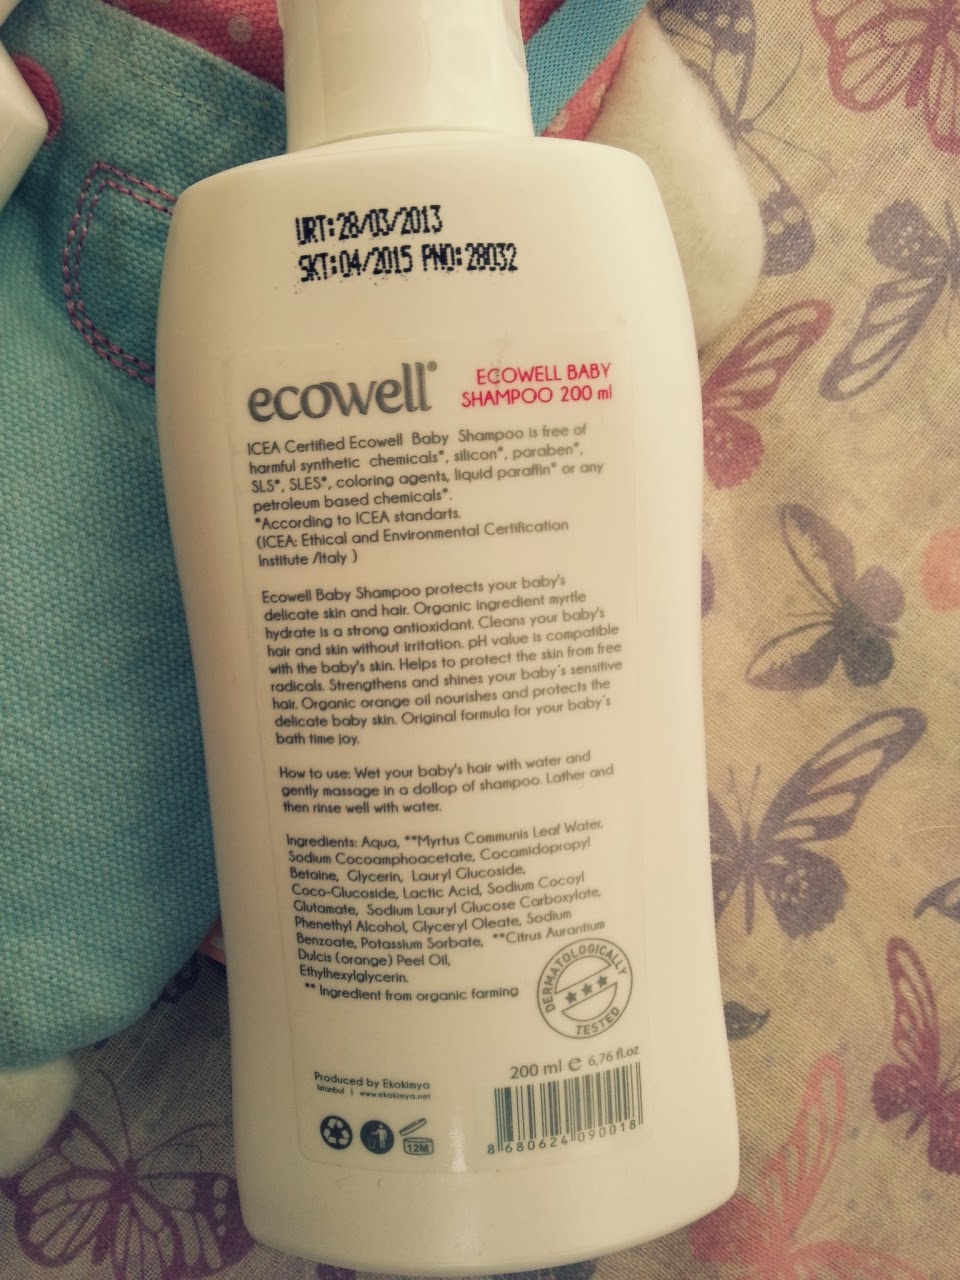 URT:28/03/2013
SKT:04/2015 PNO:28032
ecowell®
ECOWELL BABY
SHAMPOO 200 ml
ICEA Certified Ecowell Baby Shampoo is free of
harmful synthetic chemicals*, silicon*, paraben*,
SLS*, SLES*, coloring agents, liquid paraffin* or any
petroleum based chemicals*.
*According to ICEA standarts.
(ICEA: Ethical and Environmental Certification
Institute /Italy )
Ecowell Baby Shampoo protects your baby's
delicate skin and hair. Organic ingredient myrtle
hydrate is a strong antioxidant. Cleans your baby's
hair and skin without irritation. pH value is compatible
with the baby's skin. Helps to protect the skin from free
radicals. Strengthens and shines your baby's sensitive
hair. Organic orange oil nourishes and protects the
delicate baby skin. Original formula for your baby's
bath time joy.
How to use: Wet your baby's hair with water and
gently massage in a dollop of shampoo. Lather and
then rinse well with water.
Ingredients: Aqua, **Myrtus Communis Leaf Water,
Sodium Cocoamphoacetate, Cocamidopropyl
Betaine, Glycerin, Lauryl Glucoside,
Coco-Glucoside, Lactic Acid, Sodium Cocoyl
Glutamate, Sodium Lauryl Glucose Carboxylate,
Phenethyl Alcohol, Glyceryl Oleate, Sodium
Benzoate, Potassium Sorbate, **Citrus Aurantium
Dulcis (orange) Peel Oil,
Ethylhexylglycerin.
** Ingredient from organic farming
DERMATOLOGICALLY
TESTED
200 ml e 6,76 fl.oz
Produced by Ekokimya
İstanbul | www.ekokimya.net
12M
8 680624 090018